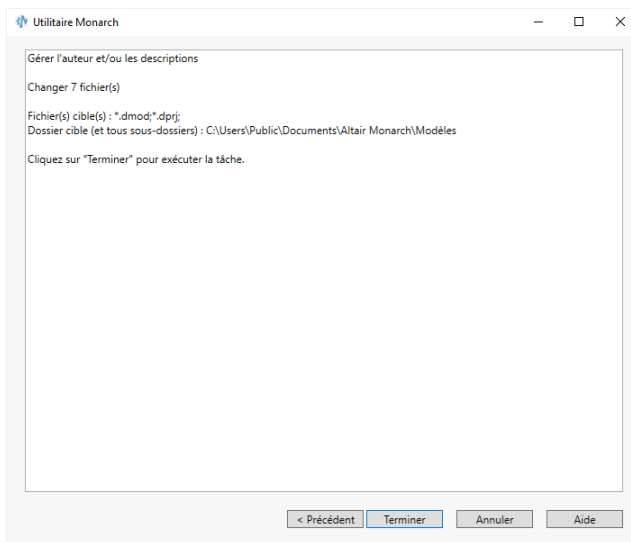 Utilitaire Monarch
Gérer l'auteur et/ou les descriptions
Changer 7 fichier(s)
Fichier(s) cible(s) : *.dmod;*.dprj;
Dossier cible (et tous sous-dossiers) : C:\Users\Public\Documents\Altair Monarch\Modèles
Cliquez sur "Terminer" pour exécuter la tâche.
< Précédent
Terminer
Annuler
Aide